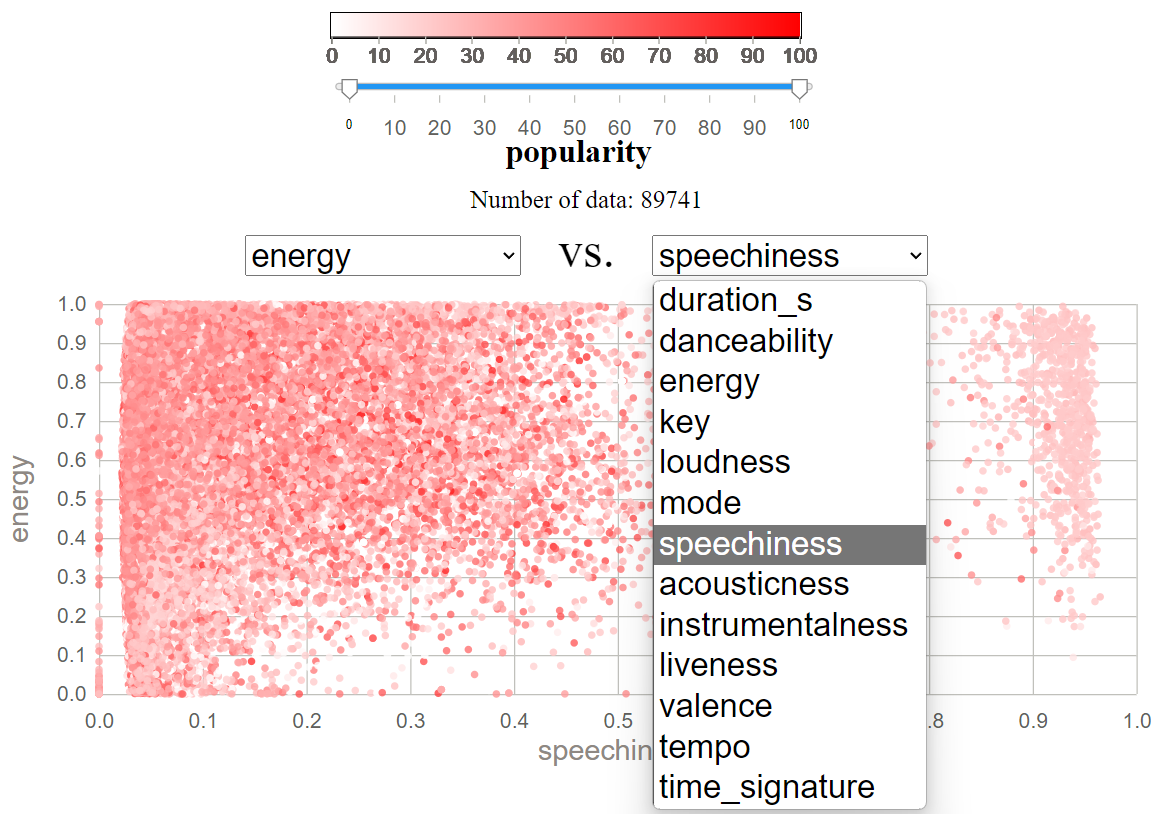 0 10 20 30 40 50 60 70 80 90 100
0 10 20 30 40 50 60 70 80 90 100
popularity
Number of data: 89741
energy vs. speechiness
duration_s
danceability
energy
key
loudness
mode
speechiness
acousticness
instrumentalness
liveness
valence
tempo
time_signature
1.0
0.9
0.8
0.7
0.6
0.5
0.4
0.3
0.2
0.1
0.0
energy
0.0 0.1 0.2 0.3 0.4 0.5 .8 0.9 1.0
speechin